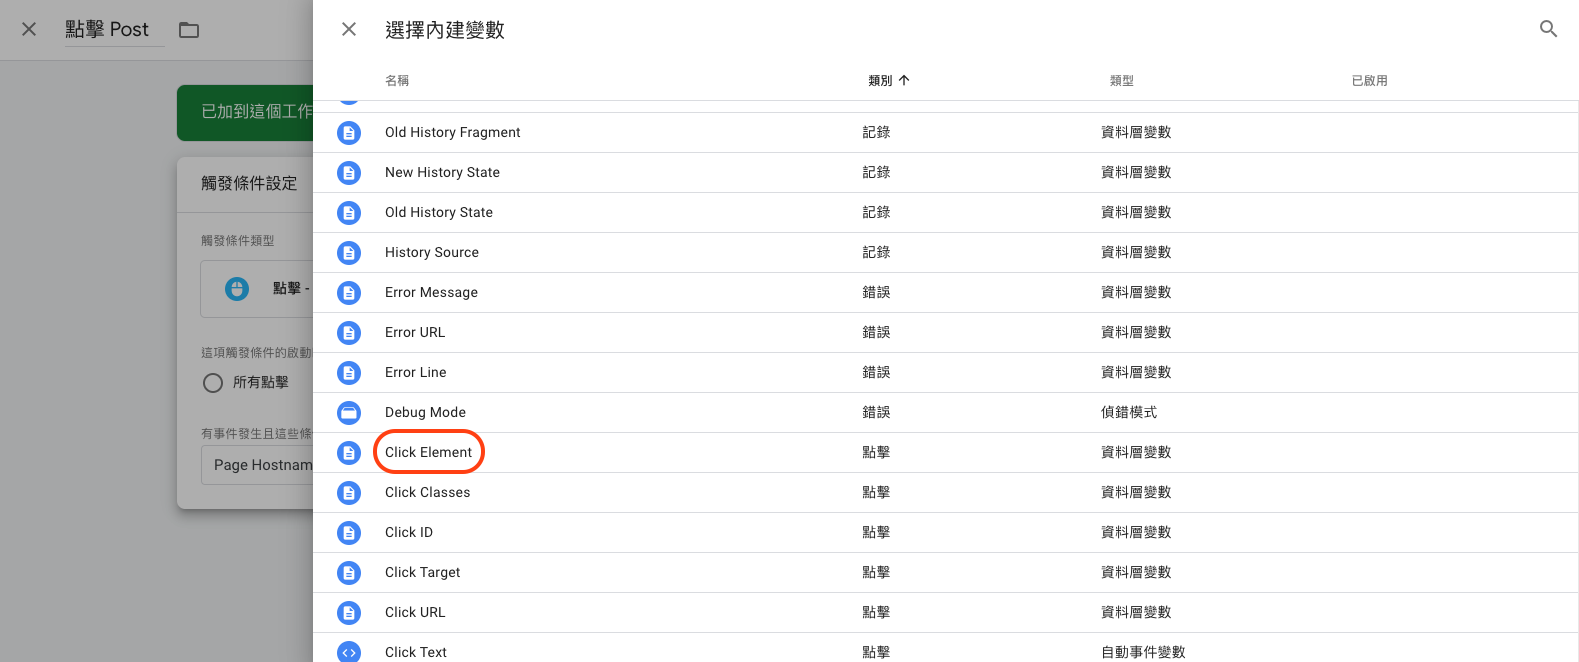 點擊 Post
已加到這個工作
觸發條件設定
觸發條件類型
點擊 -
這項觸發條件的啟動
所有點擊
有事件發生且這些條
Page Hostnam
選擇內建變數
名稱 類別 類型 已啟用
Old History Fragment 記錄 資料層變數
New History State 記錄 資料層變數
Old History State 記錄 資料層變數
History Source 記錄 資料層變數
Error Message 錯誤 資料層變數
Error URL 錯誤 資料層變數
Error Line 錯誤 資料層變數
Debug Mode 錯誤 偵錯模式
Click Element 點擊 資料層變數
Click Classes 點擊 資料層變數
Click ID 點擊 資料層變數
Click Target 點擊 資料層變數
Click URL 點擊 資料層變數
Click Text 點擊 自動事件變數